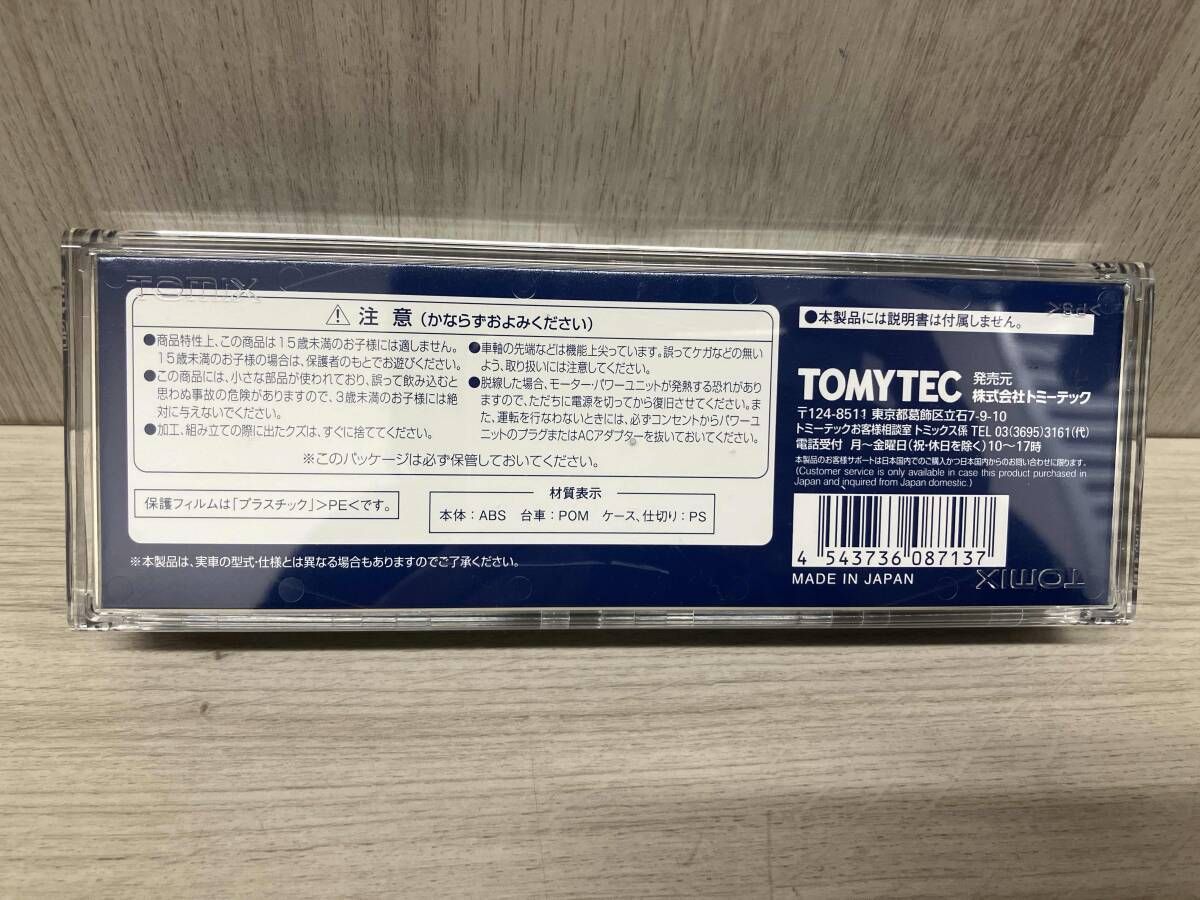 TOMIX
注意(かならずおよみください)
●商品特性上、この商品は15歳未満のお子様には適しません。
15歳未満のお子様の場合は、保護者のもとでお遊びください。
●この商品には、小さな部品が使われており、誤って飲み込むと
思わぬ事故の危険がありますので、3歳未満のお子様には絶
対に与えないでください。
●加工、組み立ての際に出たクズは、すぐに捨ててください。
●車軸の先端などは機能上尖っています。誤ってケガなどの無い
よう、取り扱いには注意してください。
●脱線した場合、モーター・パワーユニットが発熱する恐れがあり
ますので、ただちに電源を切ってから復旧させてください。ま
た、運転を行なわないときには、必ずコンセントからパワーユ
ニットのプラグまたはACアダプターを抜いておいてください。
※このパッケージは必ず保管しておいてください。
保護フィルムは「プラスチック」>PE<です。
材質表示
本体:ABS 台車:POM ケース、仕切り:PS
※本製品は、実車の型式・仕様とは異なる場合もありますのでご了承ください。
>PS<
●本製品には説明書は付属しません。
TOMYTEC 発売元
株式会社トミーテック
〒124-8511 東京都葛飾区立石7-9-10
トミーテックお客様相談室 トミックス係 TEL 03(3695)3161(代)
電話受付 月〜金曜日(祝・休日を除く)10〜17時
本製品のお客様サポートは日本国内でのご購入かつ日本国内からのお問い合わせに限ります。
(Customer service is only available in case this product purchased in
Japan and inquired from Japan domestic.)
4 543736 087137
MADE IN JAPAN
TOMIX